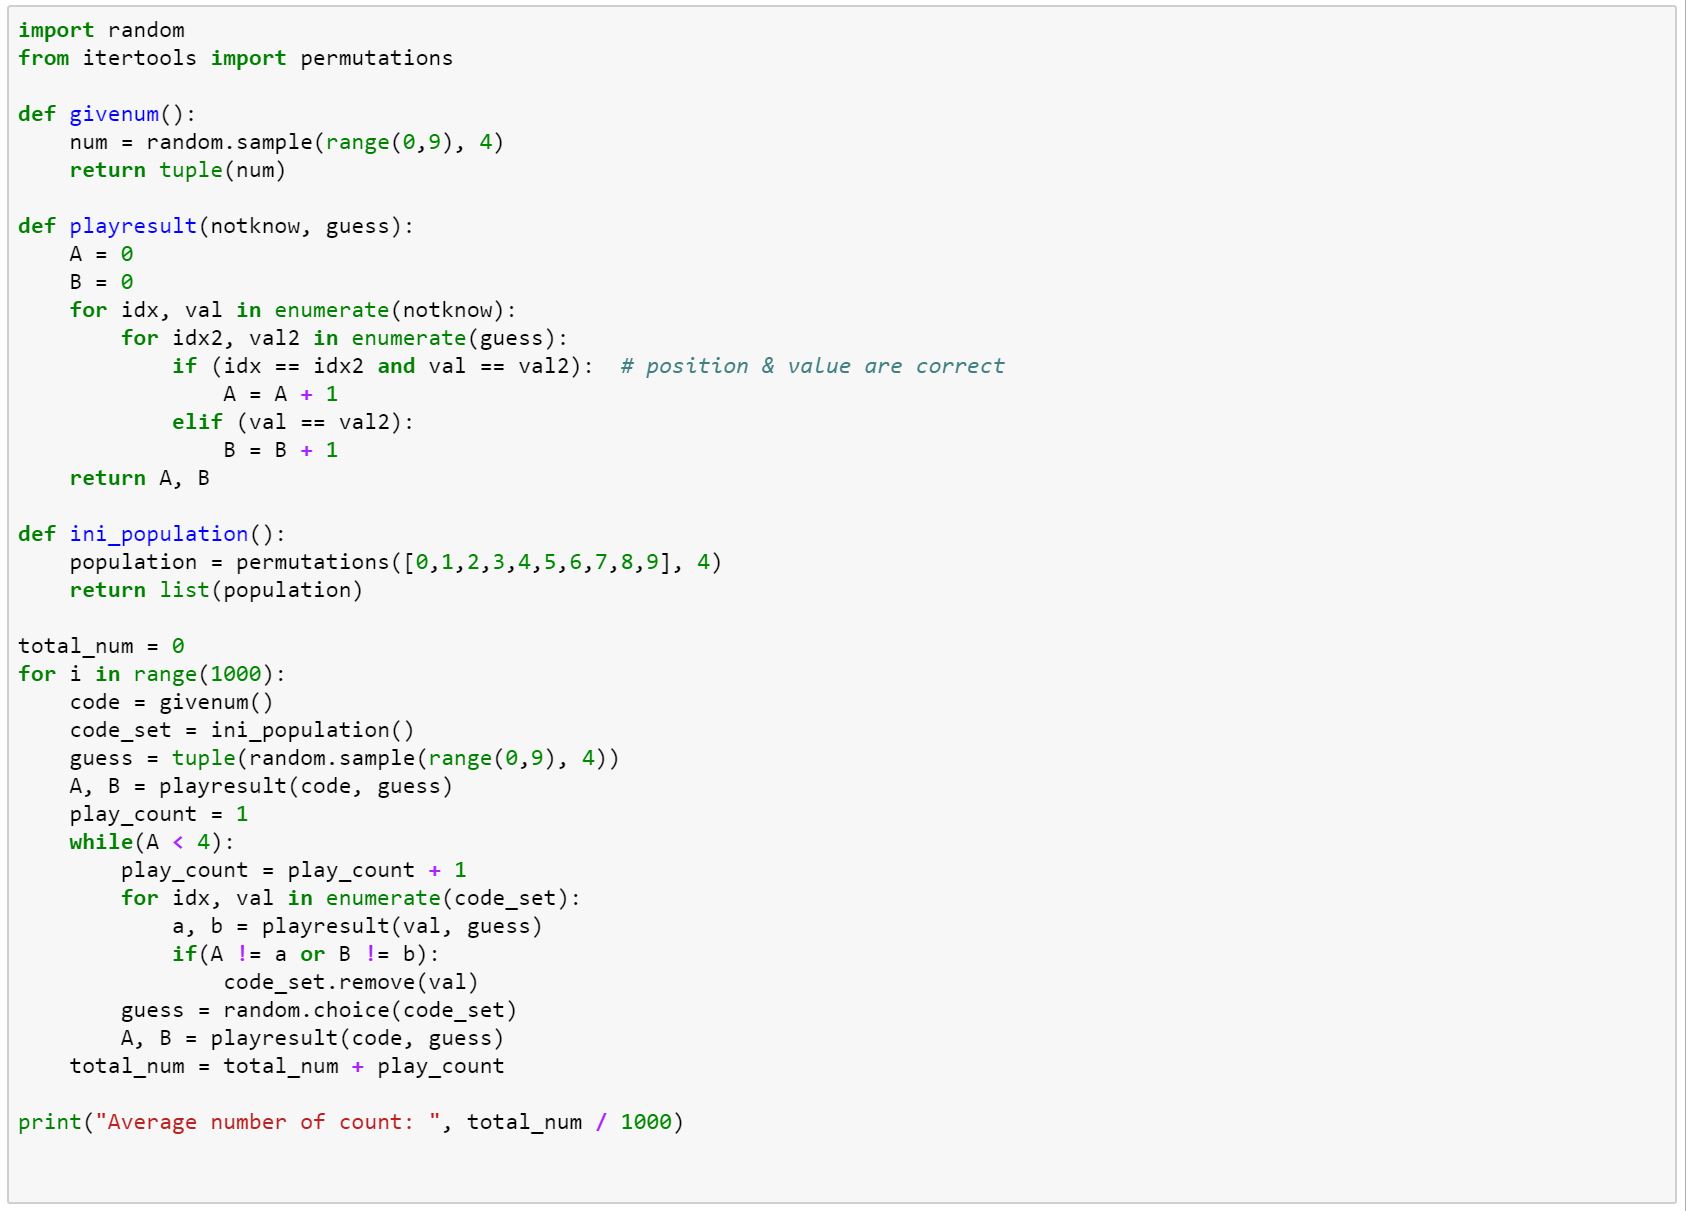 import random
from itertools import permutations

def givenum():
    num = random.sample(range(0,9), 4)
    return tuple(num)

def playresult(notknow, guess):
    A = 0
    B = 0
    for idx, val in enumerate(notknow):
        for idx2, val2 in enumerate(guess):
            if (idx == idx2 and val == val2):  # position & value are correct
                A = A + 1
            elif (val == val2):
                B = B + 1
    return A, B

def ini_population():
    population = permutations([0,1,2,3,4,5,6,7,8,9], 4)
    return list(population)

total_num = 0
for i in range(1000):
    code = givenum()
    code_set = ini_population()
    guess = tuple(random.sample(range(0,9), 4))
    A, B = playresult(code, guess)
    play_count = 1
    while(A < 4):
        play_count = play_count + 1
        for idx, val in enumerate(code_set):
            a, b = playresult(val, guess)
            if(A != a or B != b):
                code_set.remove(val)
        guess = random.choice(code_set)
        A, B = playresult(code, guess)
    total_num = total_num + play_count

print("Average number of count: ", total_num / 1000)